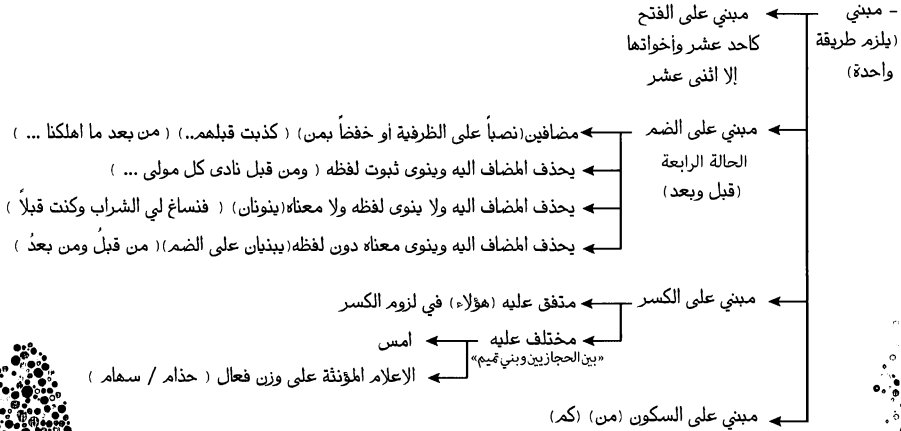 - مبني
(يلزم طريقة
واحدة)
مبني على الفتح
كاحد عشر وأخواتها
إلا اثنى عشر
مبني على الضم
الحالة الرابعة
(قبل وبعد)
مضافين(نصباً على الظرفية أو خفضاً بمن) ( كذبت قبلهم..) ( من بعد ما اهلكنا ... )
يحذف المضاف اليه وينوى ثبوت لفظه ( ومن قبل نادى كل مولى ... )
يحذف المضاف اليه ولا ينوى لفظه ولا معناه(ينونان) ( فنساغ لي الشراب وكنت قبلاً )
يحذف المضاف اليه وينوى معناه دون لفظه(يبنيان على الضم)( من قبلُ ومن بعدُ )
مبني على الكسر
متفق عليه (هؤلاء) في لزوم الكسر
مختلف عليه
«بين الحجازيين وبني تميم»
امس
الاعلام المؤنثة على وزن فعال ( حذام / سهام )
مبني على السكون (من) (كم)